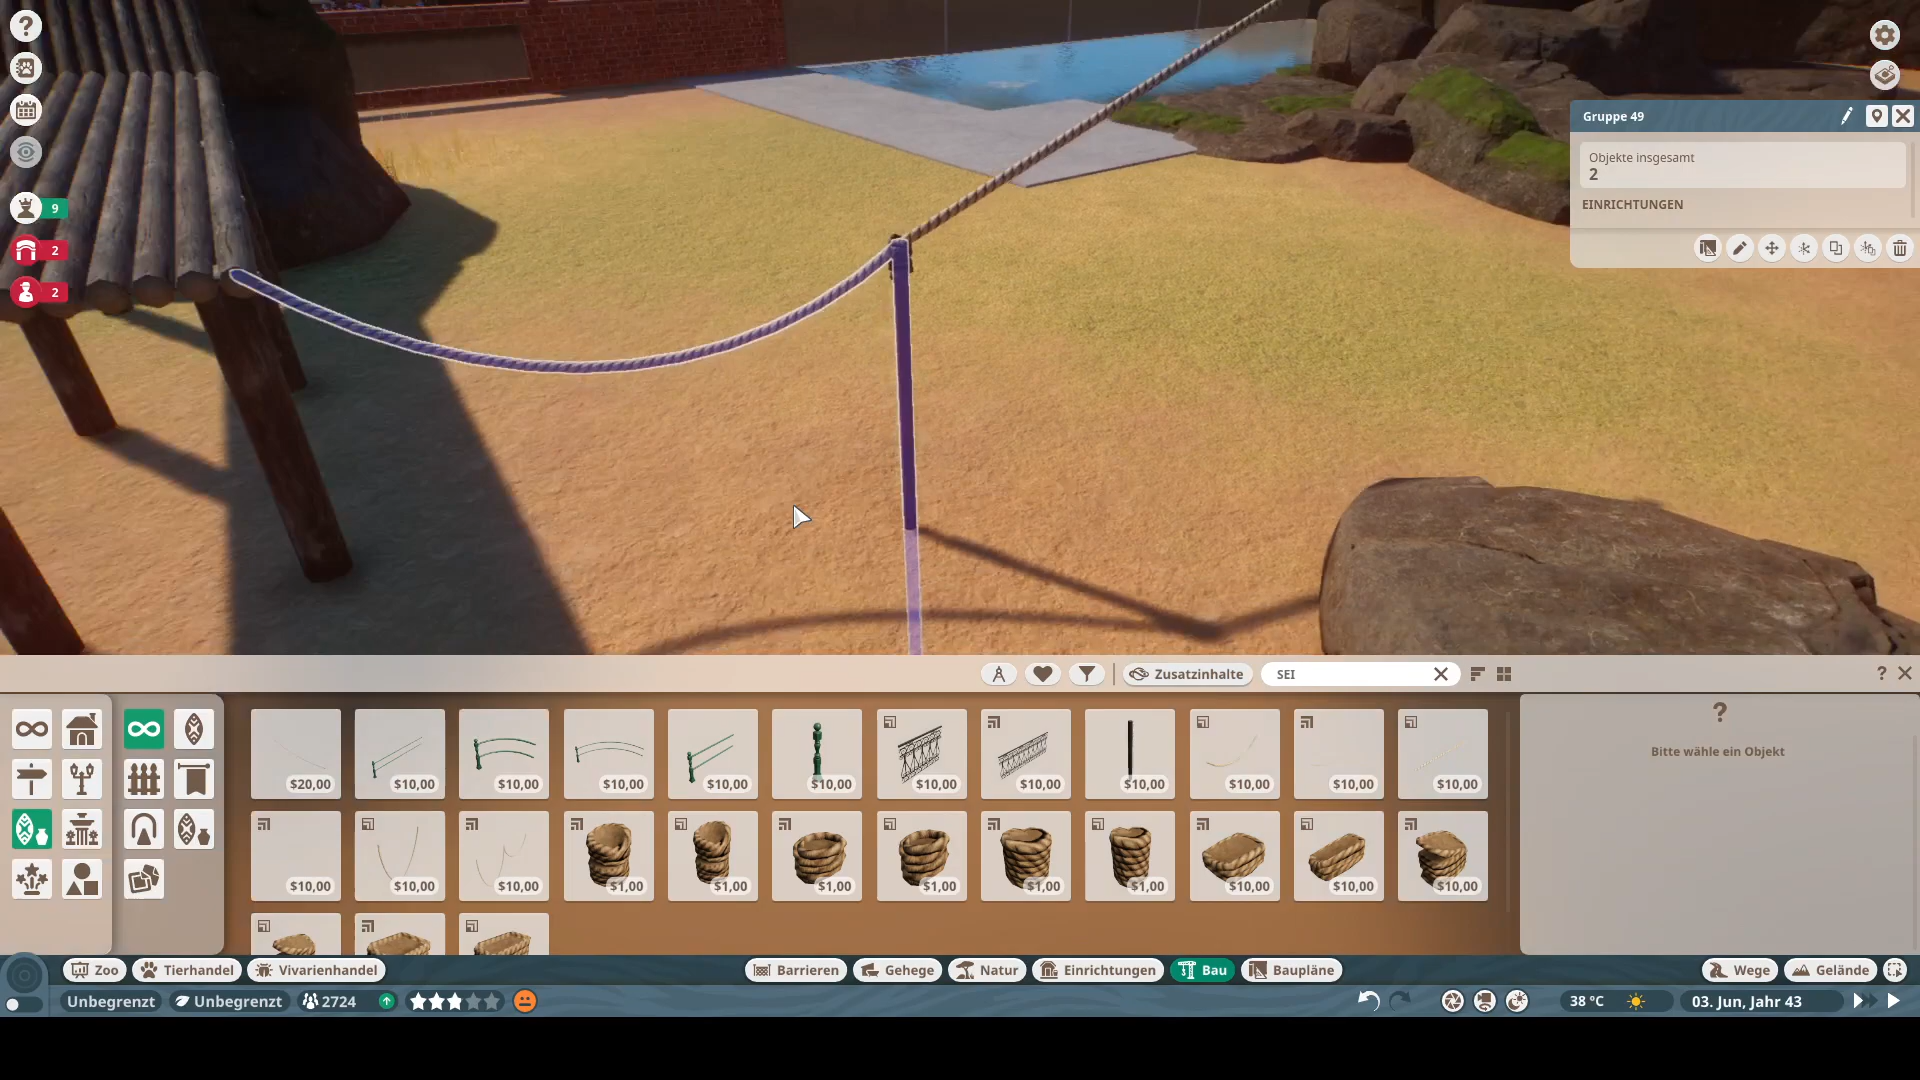 9
2
2
Gruppe 49
Objekte insgesamt
2
EINRICHTUNGEN
Zusatzinhalte
SEI
?
$20,00
$10,00
$10,00
$10,00
$10,00
$10,00
$10,00
$10,00
$10,00
$10,00
$10,00
$10,00
$10,00
$10,00
$10,00
$1,00
$1,00
$1,00
$1,00
$1,00
$1,00
$10,00
$10,00
$10,00
?
Bitte wähle ein Objekt
Zoo
Tierhandel
Vivarienhandel
Barrieren
Gehege
Natur
Einrichtungen
Bau
Baupläne
Wege
Gelände
Unbegrenzt
Unbegrenzt
2724
38 °C
03. Jun, Jahr 43